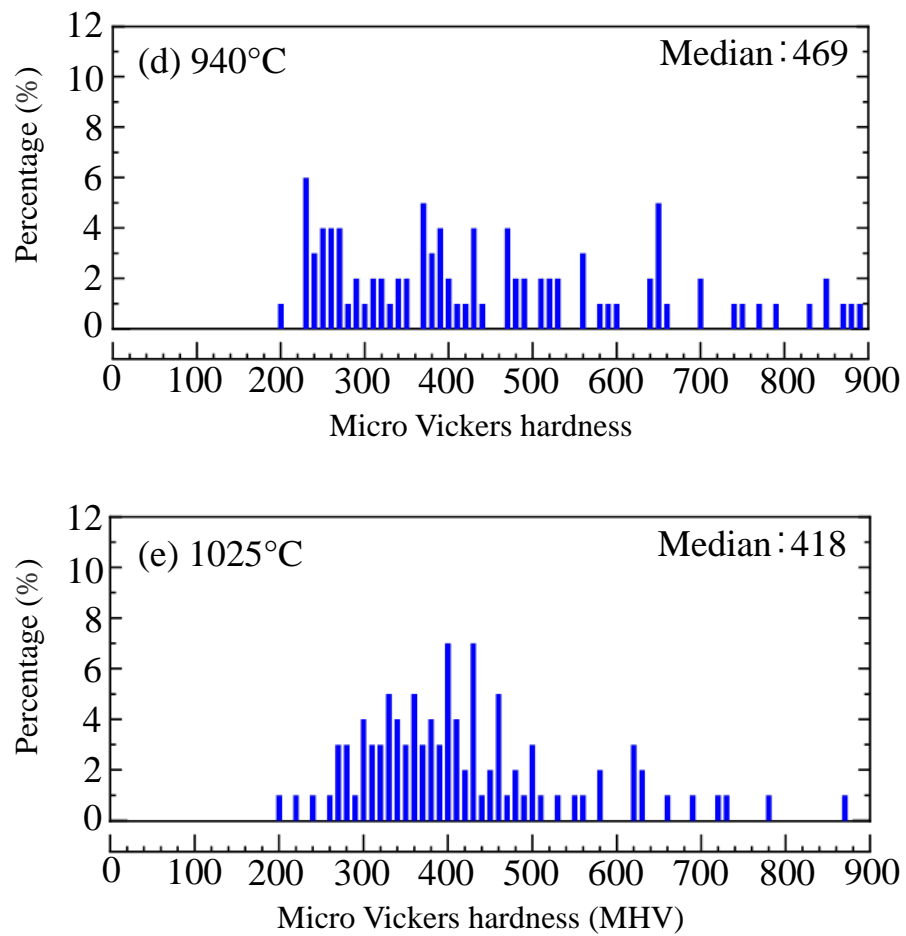 12
(d) 940°C
Median:469
10
8
6
4
2
0
Percentage (%)
0 100 200 300 400 500 600 700 800 900
Micro Vickers hardness
12
(e) 1025°C
Median:418
10
8
6
4
2
0
Percentage (%)
0 100 200 300 400 500 600 700 800 900
Micro Vickers hardness (MHV)